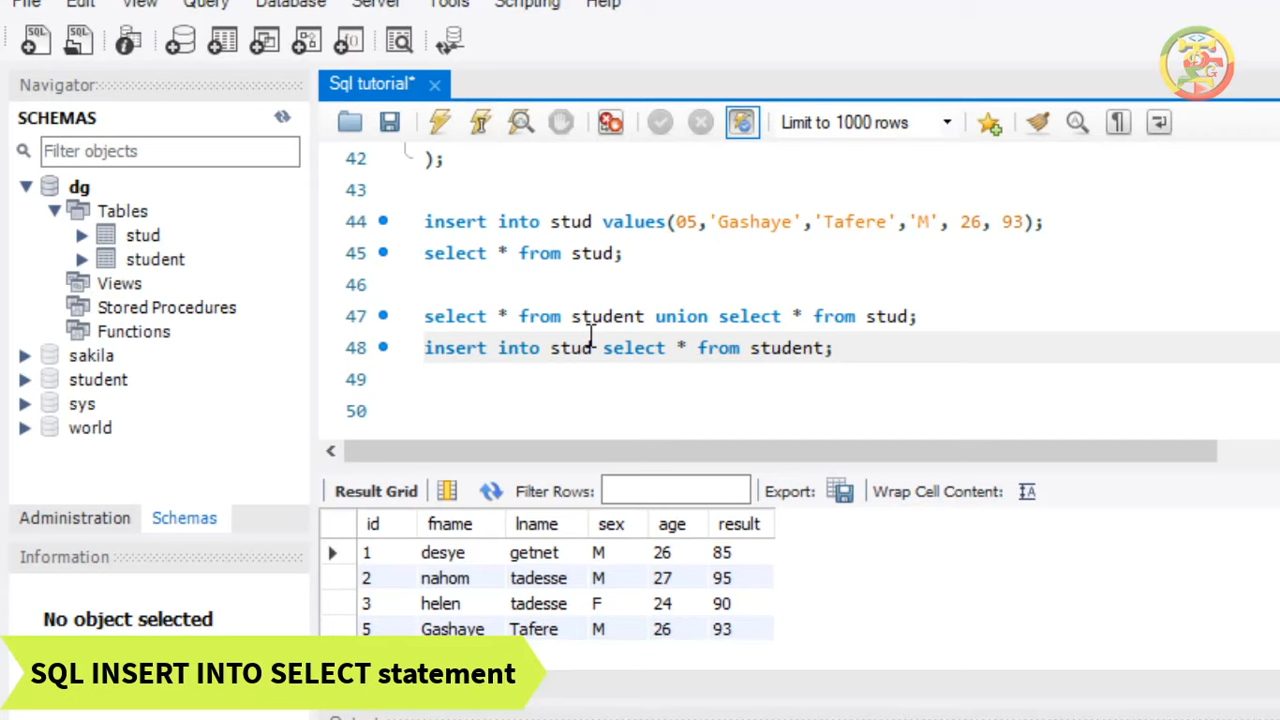 File Edit View Query Database Server Tools Scripting Help
Navigator
SCHEMAS
Filter objects
dg
Tables
stud
student
Views
Stored Procedures
Functions
sakila
student
sys
world
Administration Schemas
Information
No object selected
Sql tutorial*
Limit to 1000 rows
42 );
43
44 insert into stud values(05,'Gashaye','Tafere','M', 26, 93);
45 select * from stud;
46
47 select * from student union select * from stud;
48 insert into stud select * from student;
49
50
Result Grid Filter Rows: Export: Wrap Cell Content:
id fname lname sex age result
1 desye getnet M 26 85
2 nahom tadesse M 27 95
3 helen tadesse F 24 90
5 Gashaye Tafere M 26 93
SQL INSERT INTO SELECT statement